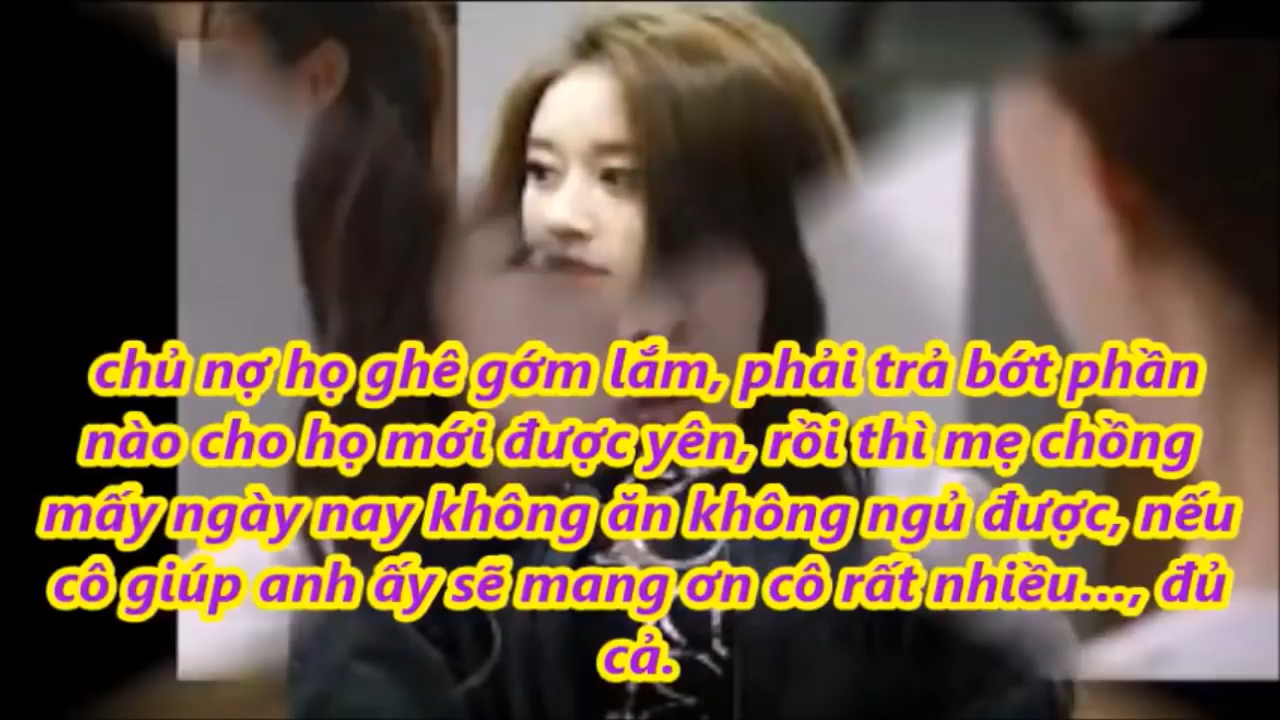 chủ nợ họ ghê gớm lắm, phải trả bớt phần
nào cho họ mới được yên, rồi thì mẹ chồng
mấy ngày nay không ăn không ngủ được, nếu
cô giúp anh ấy sẽ mang ơn cô rất nhiều..., đủ
cả.